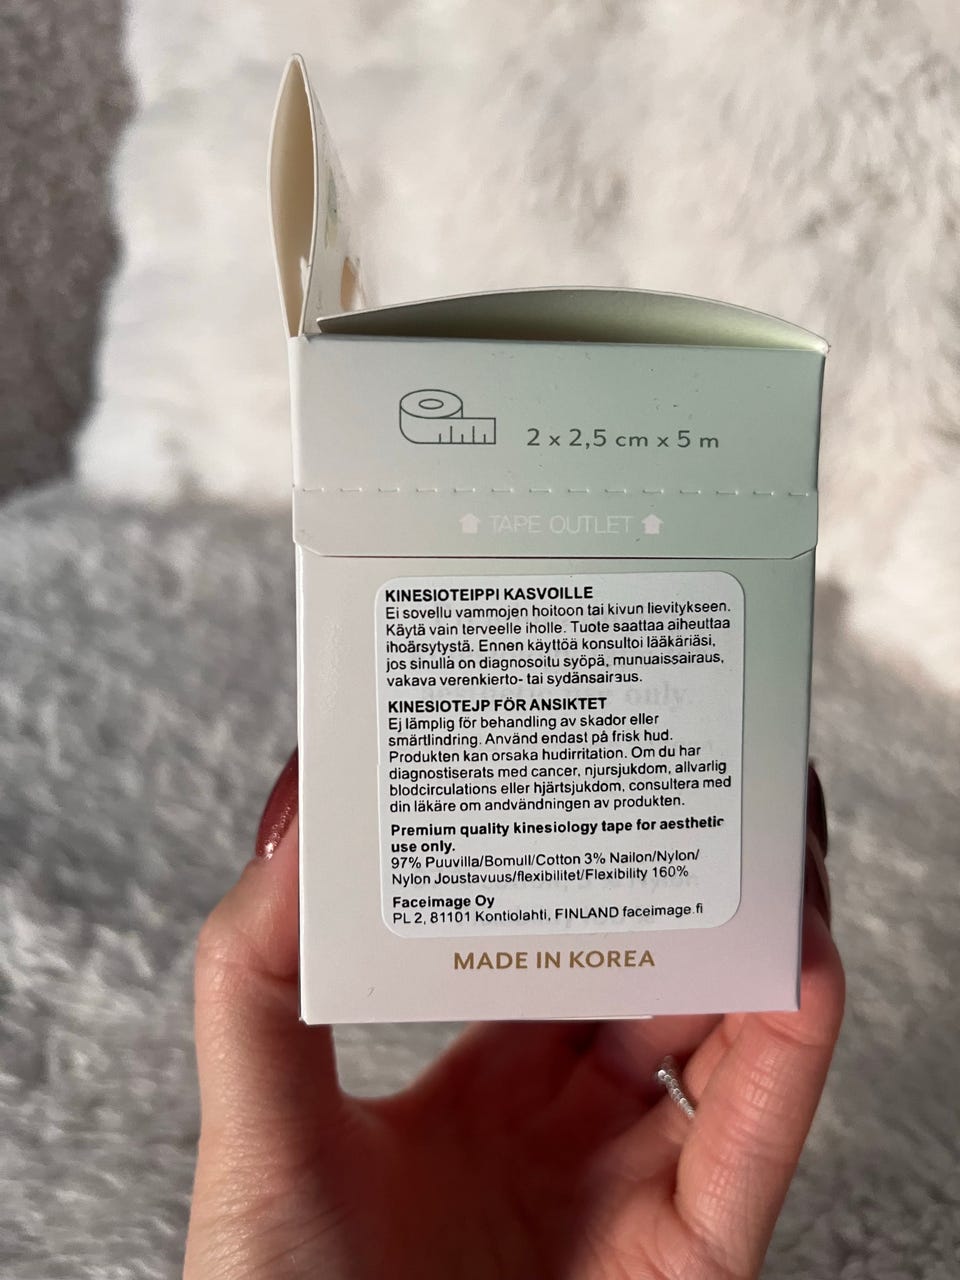 2 x 2,5 cm x 5 m
TAPE OUTLET
KINESIOTEIPPI KASVOILLE
Ei sovellu vammojen hoitoon tai kivun lievitykseen.
Käytä vain terveelle iholle. Tuote saattaa aiheuttaa
ihoärsytystä. Ennen käyttöä konsultoi lääkäriäsi,
jos sinulla on diagnosoitu syöpä, munuaissairaus,
vakava verenkierto- tai sydänsairaus.
KINESIOTEJP FÖR ANSIKTET
Ej lämplig för behandling av skador eller
smärtlindring. Använd endast på frisk hud.
Produkten kan orsaka hudirritation. Om du har
diagnostiserats med cancer, njursjukdom, allvarlig
blodcirculations eller hjärtsjukdom, consultera med
din läkäre om andvändningen av produkten.
Premium quality kinesiology tape for aesthetic
use only.
97% Puuvilla/Bomull/Cotton 3% Nailon/Nylon/
Nylon Joustavuus/flexibilitet/Flexibility 160%
Faceimage Oy
PL 2, 81101 Kontiolahti, FINLAND faceimage.fi
MADE IN KOREA